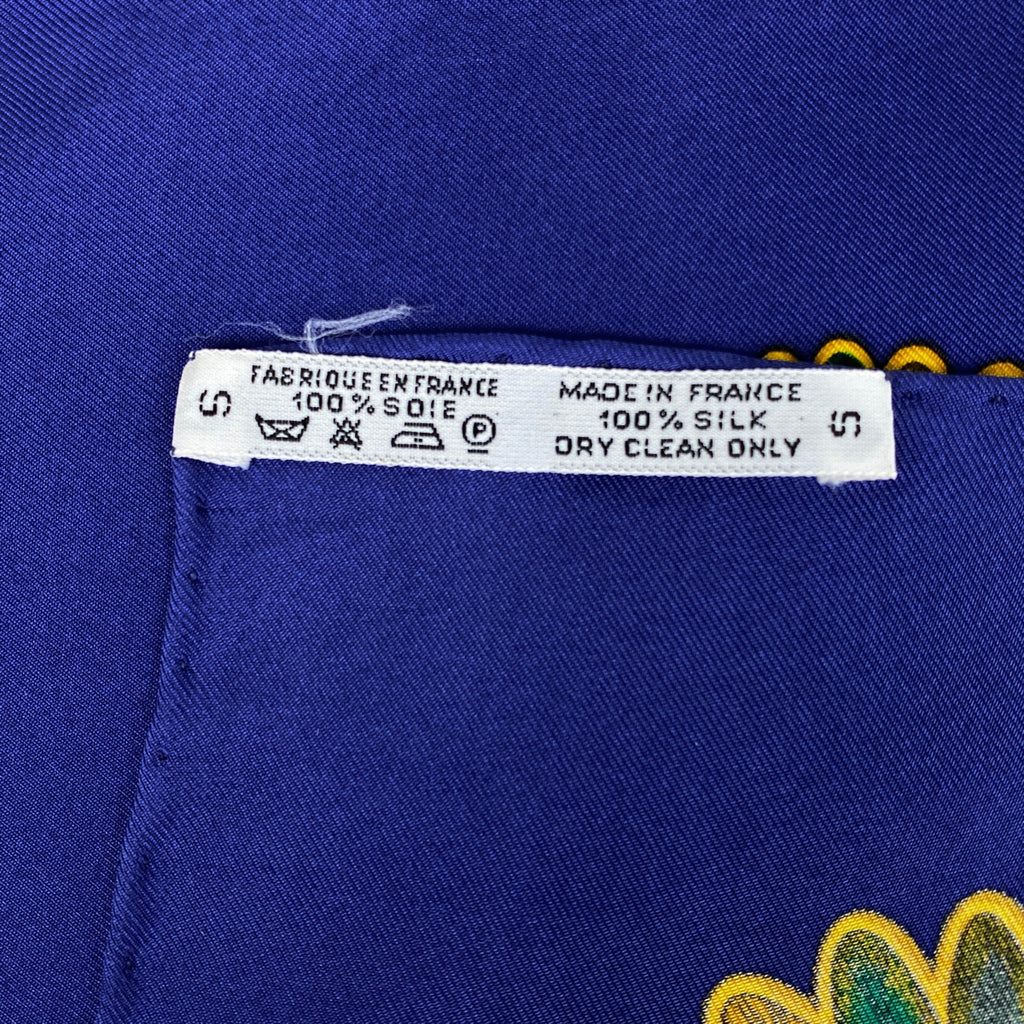 S
FABRIQUE EN FRANCE
100% SOIE
P
MADE IN FRANCE
100% SILK
DRY CLEAN ONLY
S